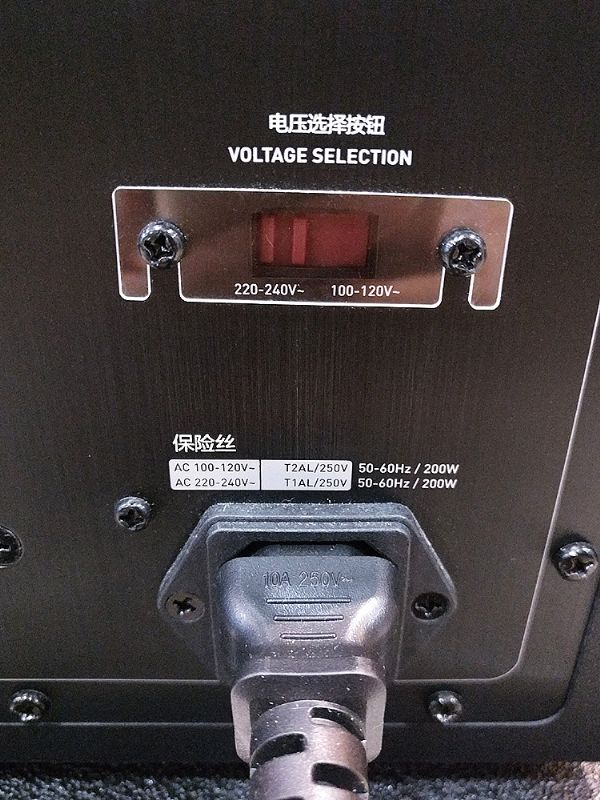 电压选择按钮
VOLTAGE SELECTION
220-240V~ 100-120V~
保险丝
AC 100-120V~ T2AL/250V 50-60Hz / 200W
AC 220-240V~ T1AL/250V 50-60Hz / 200W
10A 250V~